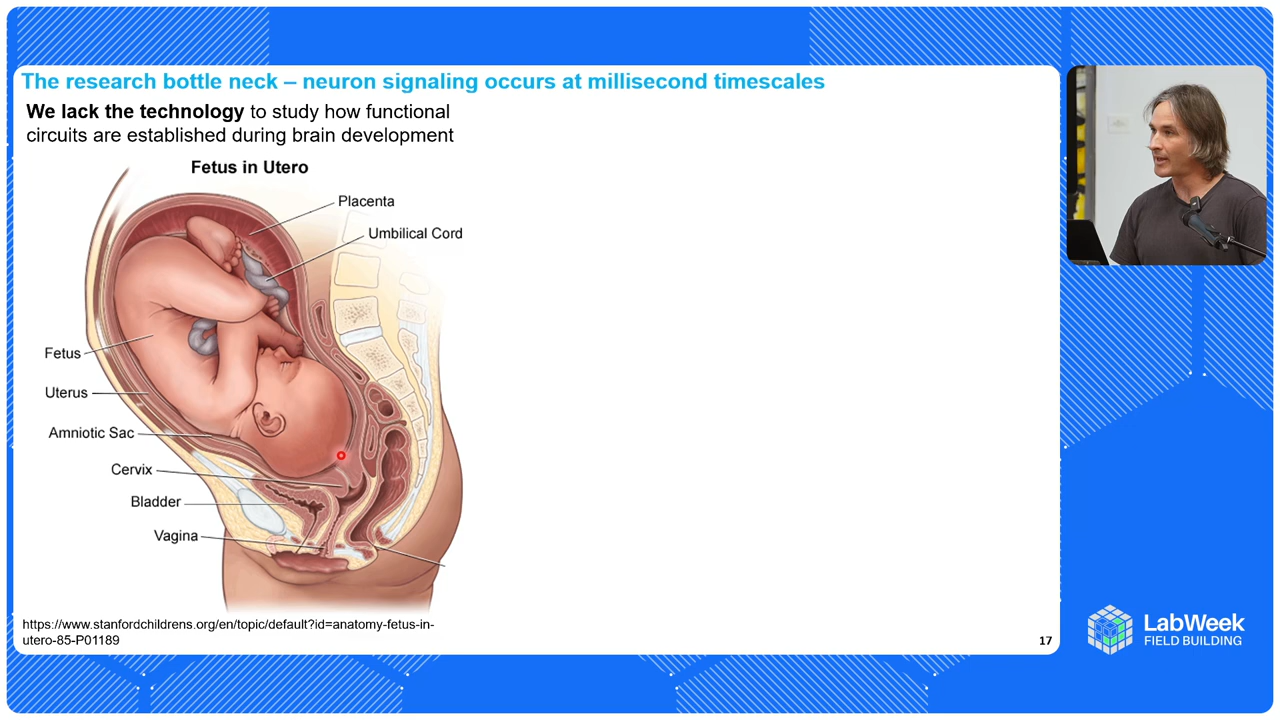 The research bottle neck – neuron signaling occurs at millisecond timescales
We lack the technology to study how functional
circuits are established during brain development
Fetus in Utero
Placenta
Umbilical Cord
Fetus
Uterus
Amniotic Sac
Cervix
Bladder
Vagina
https://www.stanfordchildrens.org/en/topic/default?id=anatomy-fetus-in-
utero-85-P01189
17
LabWeek
FIELD BUILDING